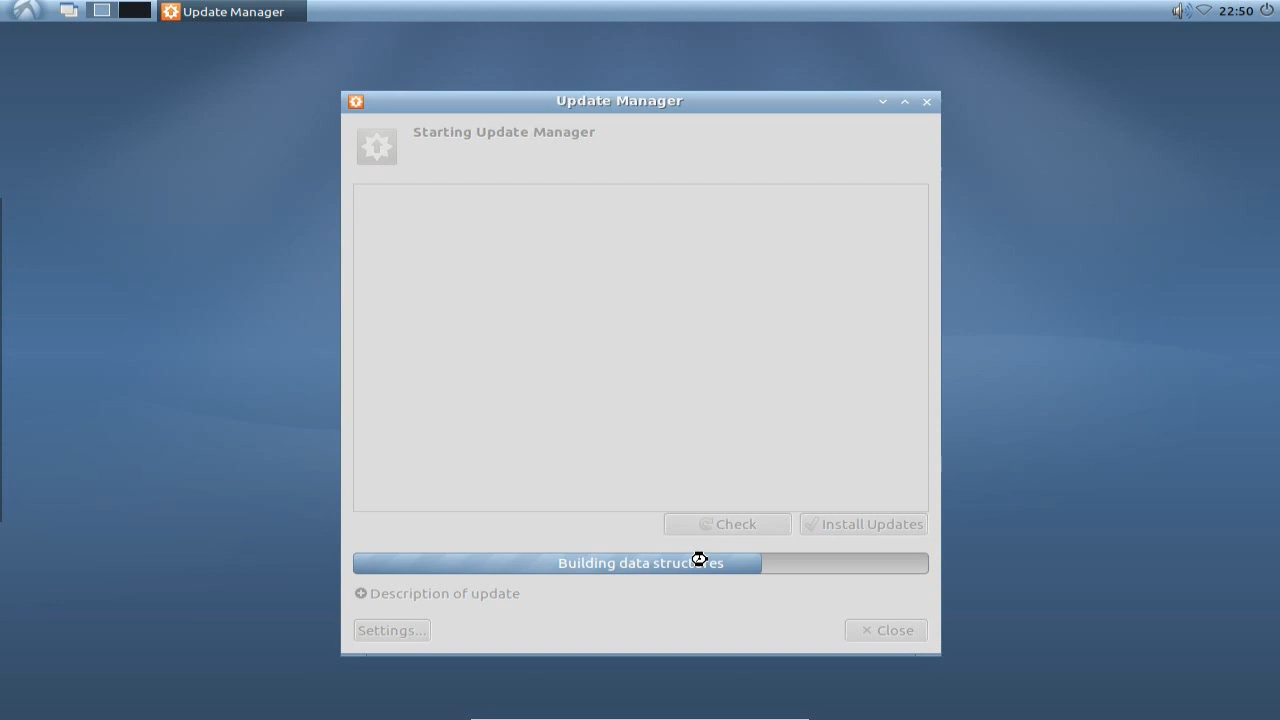 Update Manager
22:50
Update Manager
Starting Update Manager
Check
Install Updates
Building data structures
Description of update
Settings...
Close